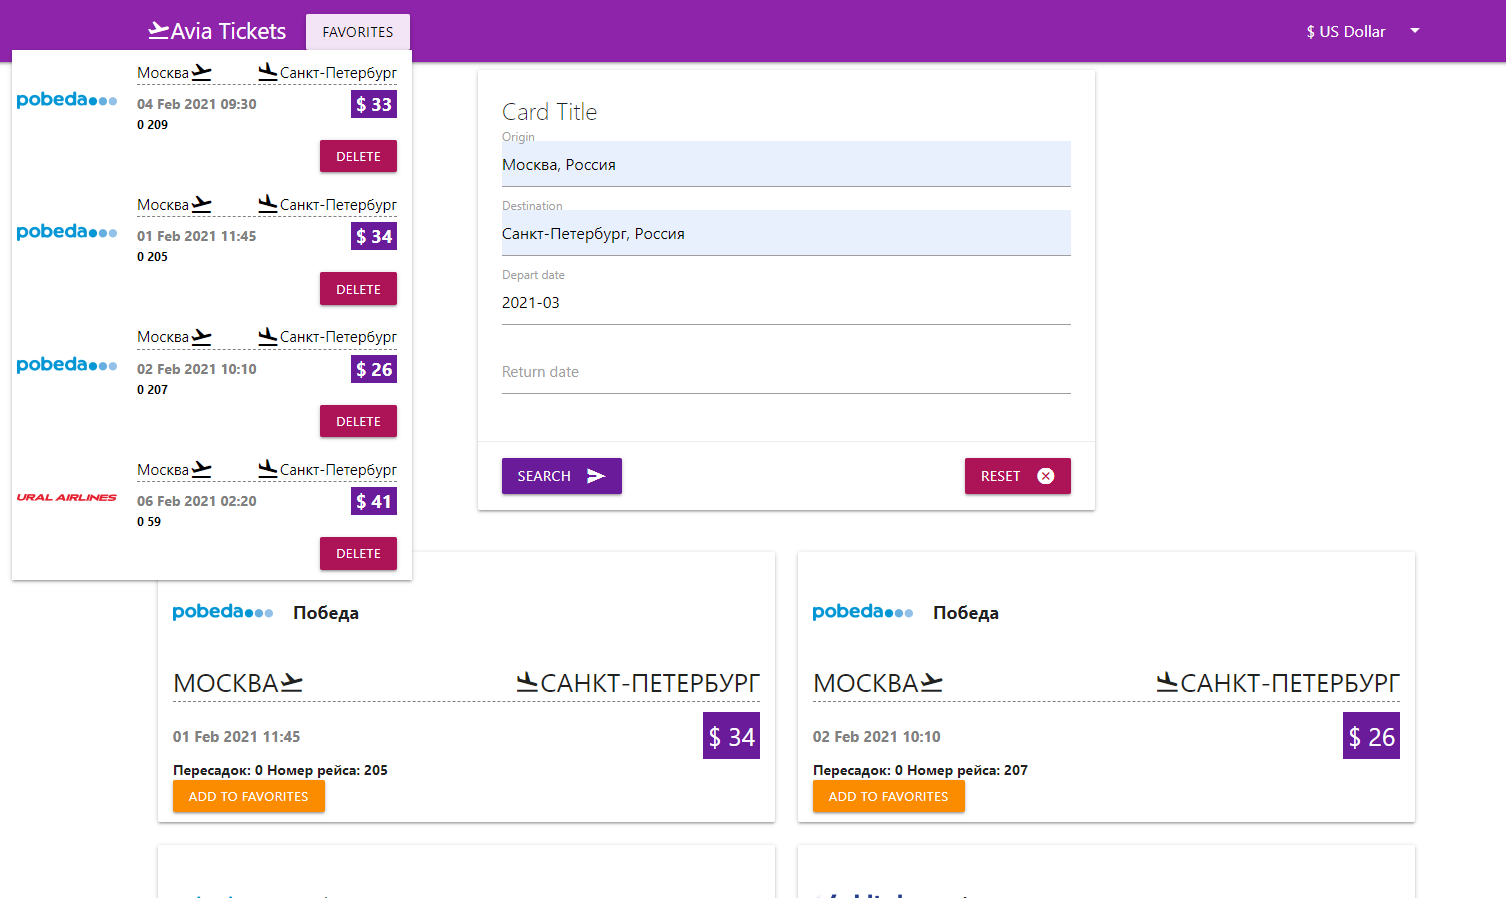 Avia Tickets
FAVORITES
$ US Dollar
Москва
Санкт-Петербург
pobeda
04 Feb 2021 09:30
$ 33
0 209
DELETE
Москва
Санкт-Петербург
pobeda
01 Feb 2021 11:45
$ 34
0 205
DELETE
Москва
Санкт-Петербург
pobeda
02 Feb 2021 10:10
$ 26
0 207
DELETE
Москва
Санкт-Петербург
URAL AIRLINES
06 Feb 2021 02:20
$ 41
0 59
DELETE
Card Title
Origin
Москва, Россия
Destination
Санкт-Петербург, Россия
Depart date
2021-03
Return date
SEARCH
RESET
pobeda
Победа
МОСКВА
САНКТ-ПЕТЕРБУРГ
01 Feb 2021 11:45
$ 34
Пересадок: 0 Номер рейса: 205
ADD TO FAVORITES
pobeda
Победа
МОСКВА
САНКТ-ПЕТЕРБУРГ
02 Feb 2021 10:10
$ 26
Пересадок: 0 Номер рейса: 207
ADD TO FAVORITES